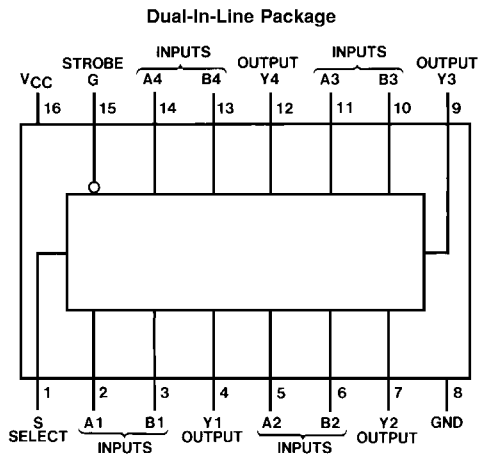 Dual-In-Line Package
INPUTS INPUTS
STROBE OUTPUT OUTPUT
VCC G A4 B4 Y4 A3 B3 Y3
16 15 14 13 12 11 10 9
1 2 3 4 5 6 7 8
S A1 B1 Y1 A2 B2 Y2 GND
SELECT OUTPUT OUTPUT
INPUTS INPUTS